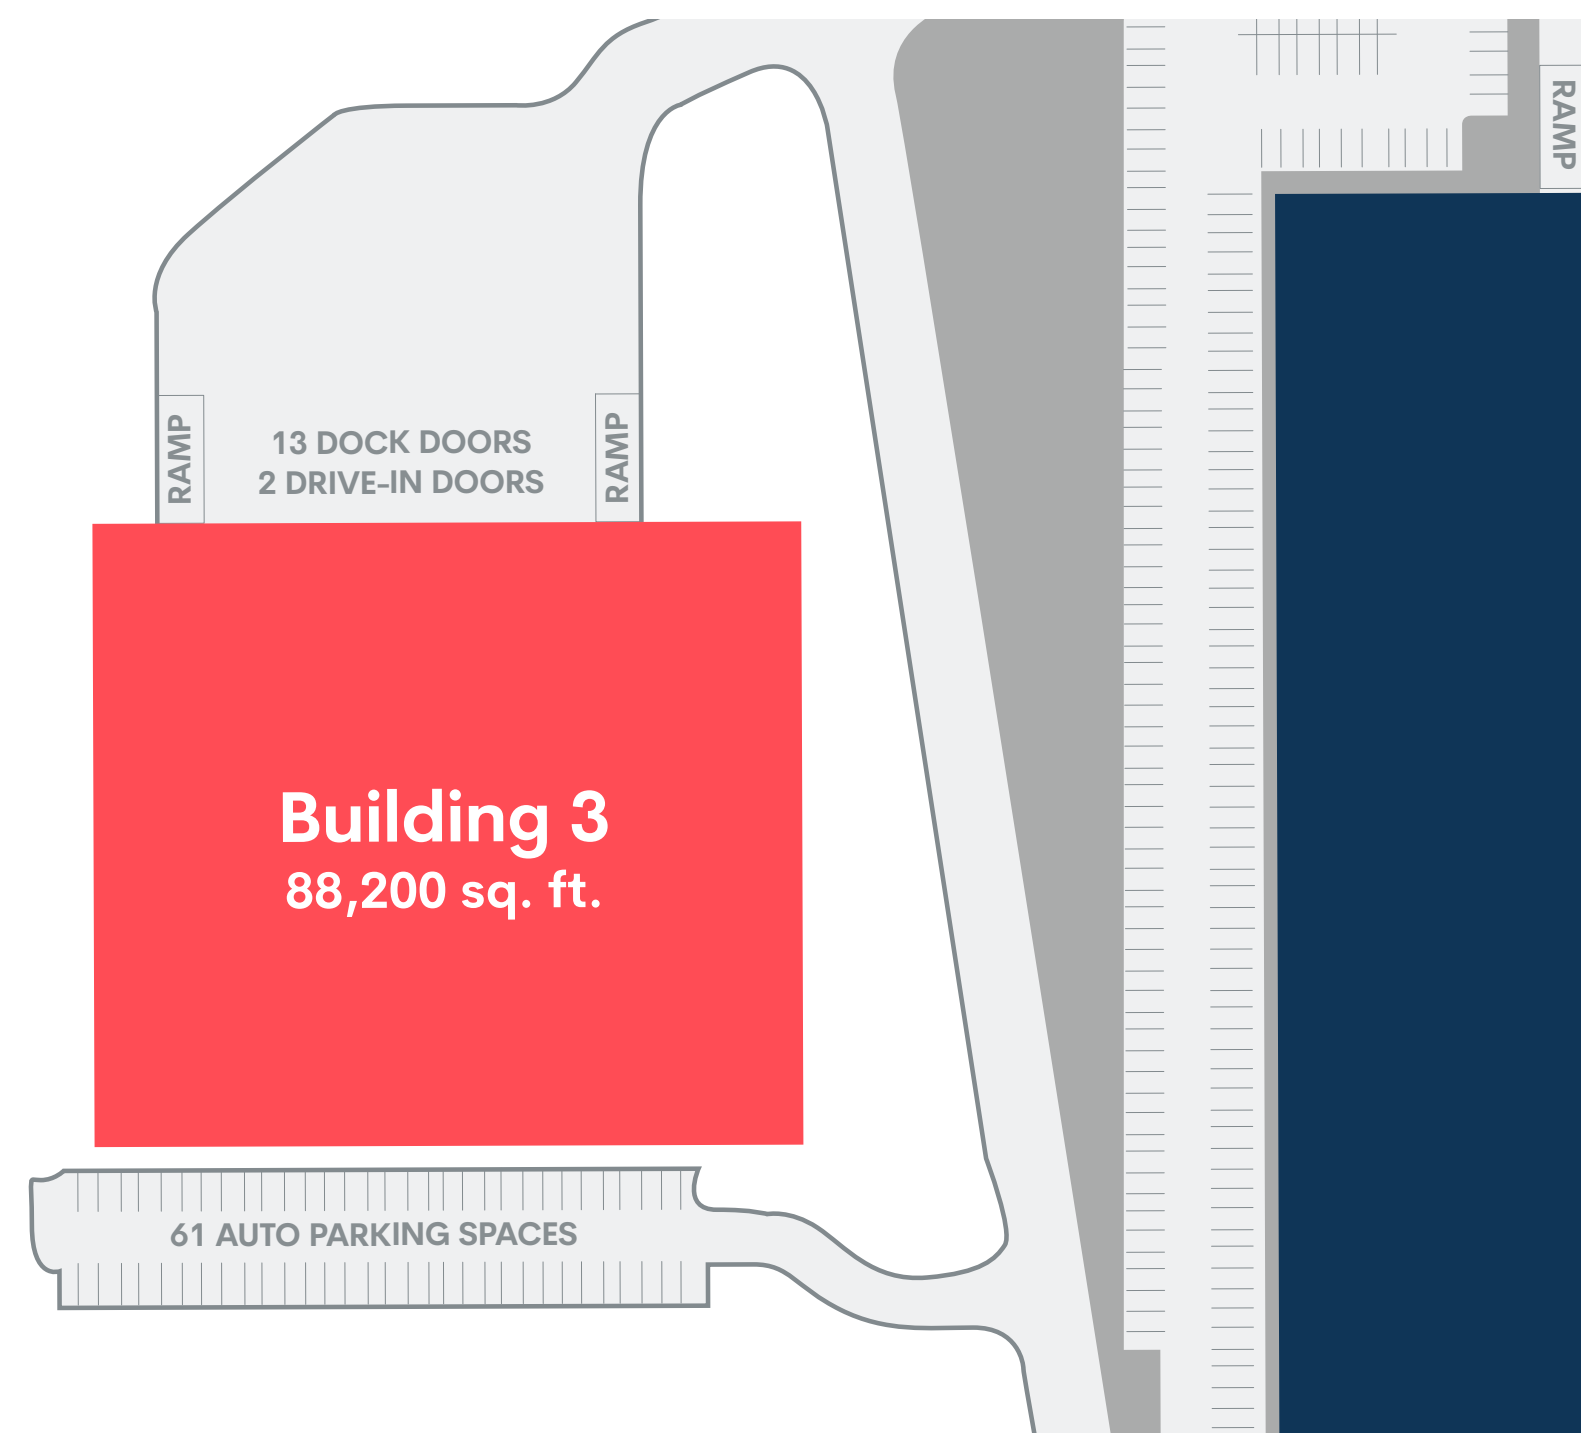 RAMP
RAMP
13 DOCK DOORS
2 DRIVE-IN DOORS
RAMP
Building 3
88,200 sq. ft.
61 AUTO PARKING SPACES